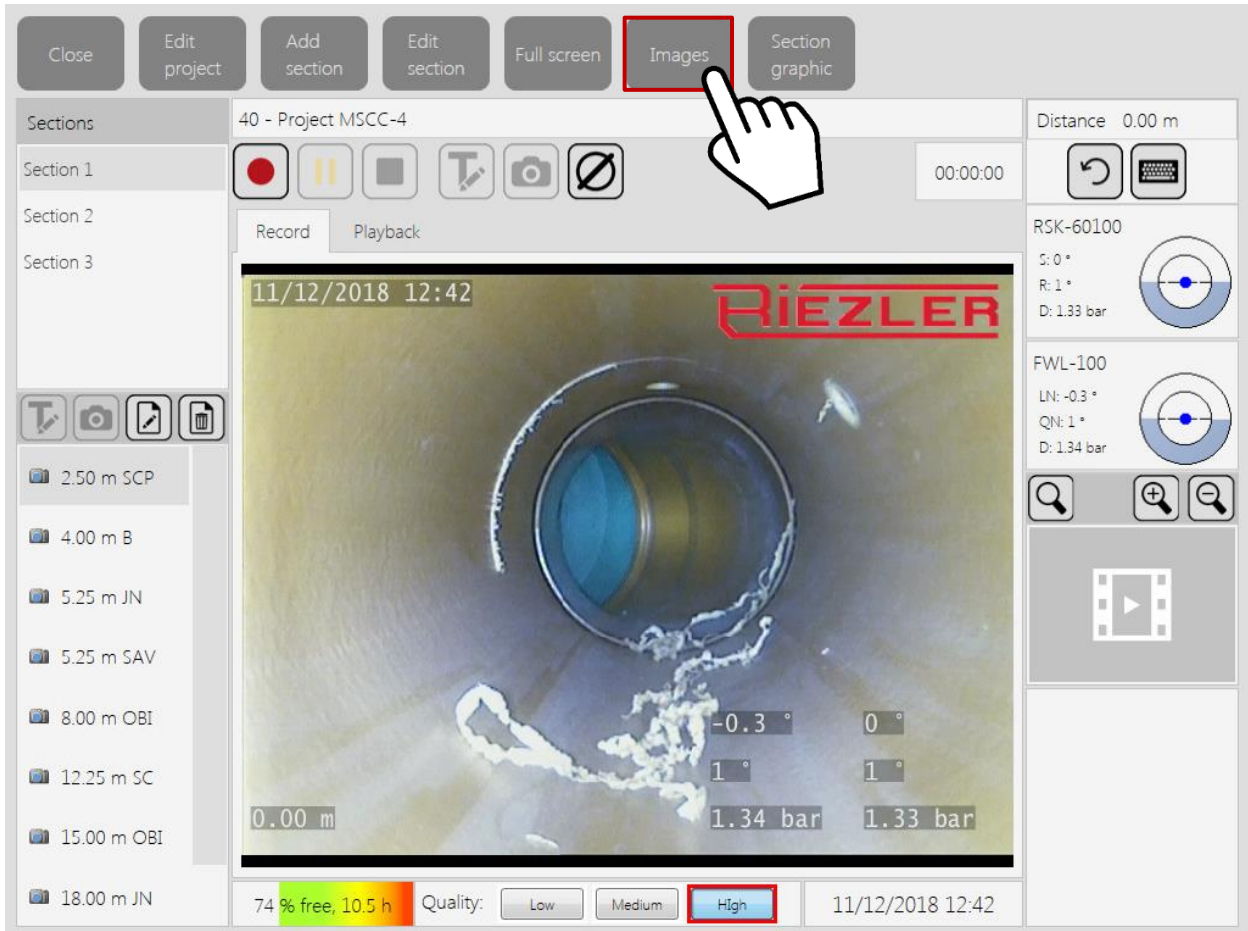 Close
Edit
project
Add
section
Edit
section
Full screen
Images
Section
graphic
Sections
Section 1
Section 2
Section 3
2.50 m SCP
4.00 m B
5.25 m JN
5.25 m SAV
8.00 m OBI
12.25 m SC
15.00 m OBI
18.00 m JN
40 - Project MSCC-4
00:00:00
Record Playback
11/12/2018 12:42
RIEZLER
-0.3 ° 0 °
1 ° 1 °
0.00 m 1.34 bar 1.33 bar
74 % free, 10.5 h Quality: Low Medium HIgh 11/12/2018 12:42
Distance 0.00 m
RSK-60100
S: 0 °
R: 1 °
D: 1.33 bar
FWL-100
LN: -0.3 °
QN: 1 °
D: 1.34 bar